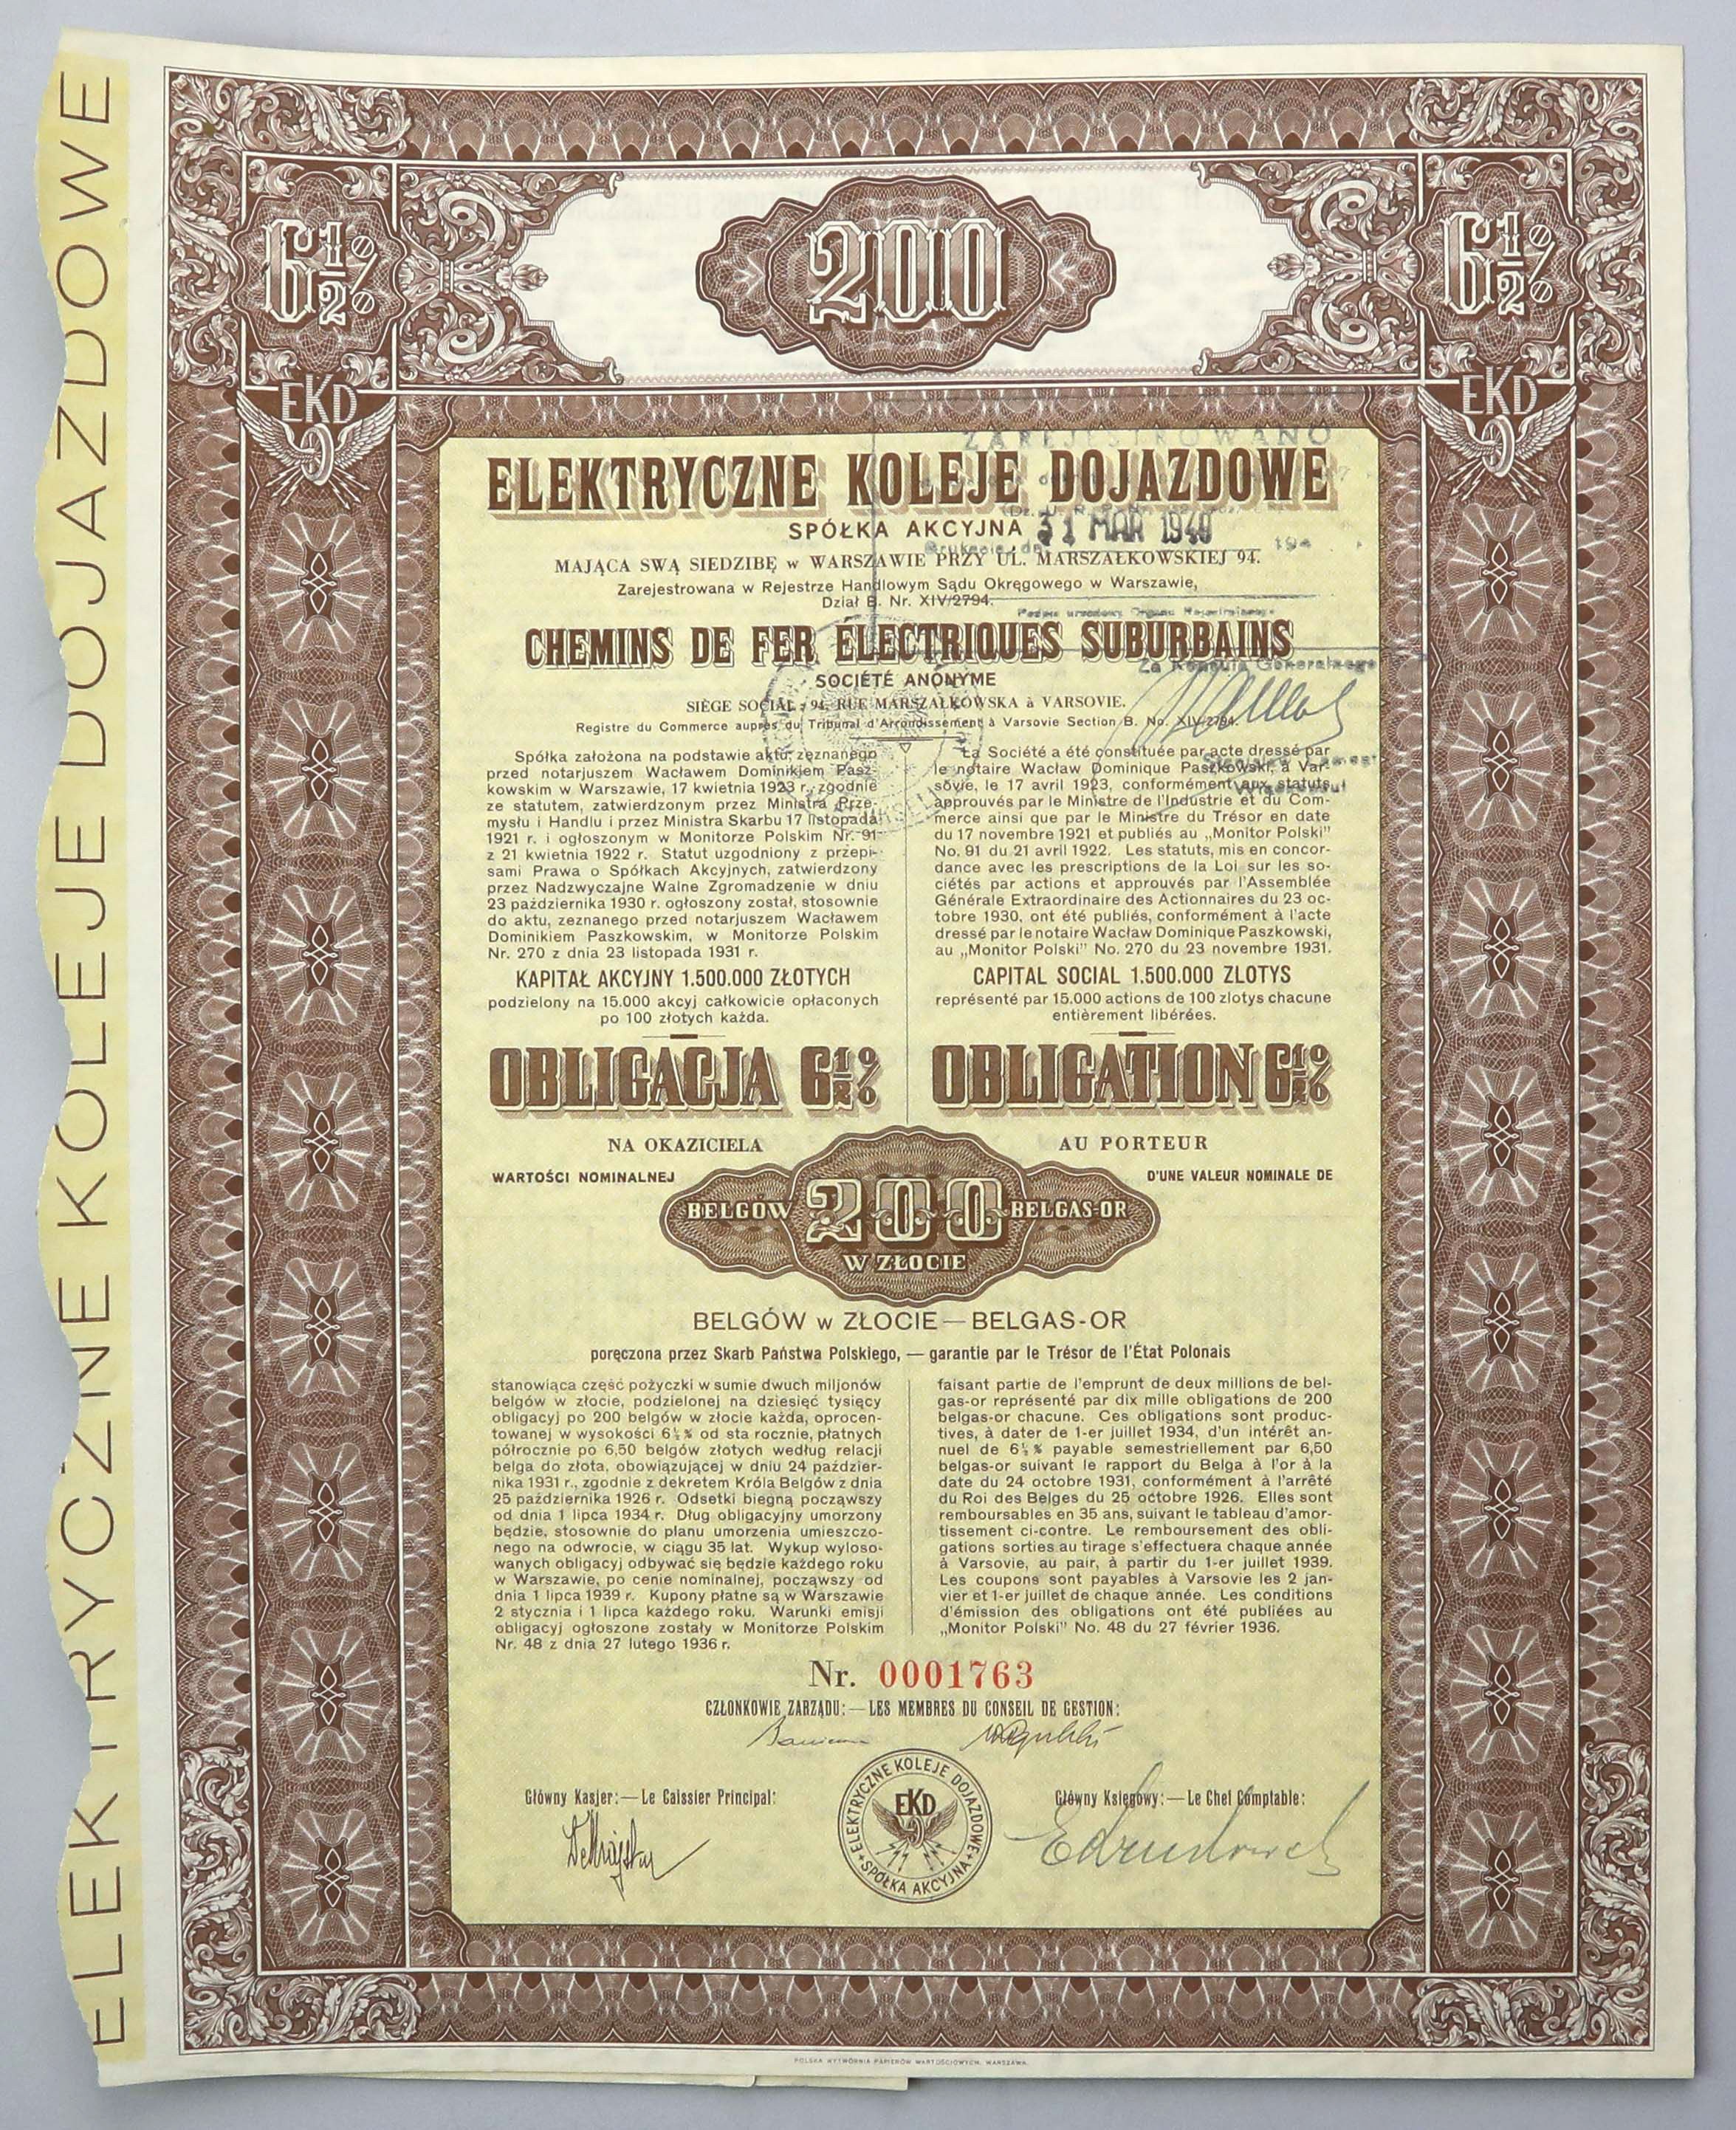 ELEKTRYCZNE KOLEJE DOJAZDOWE
6½%
200
6½%
EKD
EKD
ZAREJESTROWANO
ELEKTRYCZNE KOLEJE DOJAZDOWE
SPÓŁKA AKCYJNA
31 MAR 1949
194
MAJĄCA SWĄ SIEDZIBĘ w WARSZAWIE PRZY UL. MARSZAŁKOWSKIEJ 94.
Zarejestrowana w Rejestrze Handlowym Sądu Okręgowego w Warszawie,
Dział B. Nr. XIV/2794.
CHEMINS DE FER ÉLECTRIQUES SUBURBAINS
Za Konsula Generalnego
SOCIÉTÉ ANONYME
SIÈGE SOCIAL: 94, RUE MARSZAŁKOWSKA à VARSOVIE.
Registre du Commerce auprès du Tribunal d'Arrondissement à Varsovie Section B. No. XIV/2794.
Spółka założona na podstawie aktu, zeznanego
przed notarjuszem Wacławem Dominikiem Pasz-
kowskim w Warszawie, 17 kwietnia 1923 r., zgodnie
ze statutem, zatwierdzonym przez Ministra Prze-
mysłu i Handlu i przez Ministra Skarbu 17 listopada
1921 r. i ogłoszonym w Monitorze Polskim Nr. 91
z 21 kwietnia 1922 r. Statut uzgodniony z przepi-
sami Prawa o Spółkach Akcyjnych, zatwierdzony
przez Nadzwyczajne Walne Zgromadzenie w dniu
23 października 1930 r. ogłoszony został, stosownie
do aktu, zeznanego przed notarjuszem Wacławem
Dominikiem Paszkowskim, w Monitorze Polskim
Nr. 270 z dnia 23 listopada 1931 r.
KAPITAŁ AKCYJNY 1.500.000 ZŁOTYCH
podzielony na 15.000 akcyj całkowicie opłaconych
po 100 złotych każda.
La Société a été constituée par acte dressé par
le notaire Wacław Dominique Paszkowski, à Var-
sovie, le 17 avril 1923, conformément aux statuts
approuvés par le Ministre de l'Industrie et du Com-
merce ainsi que par le Ministre du Trésor en date
du 17 novembre 1921 et publiés au „Monitor Polski"
No. 91 du 21 avril 1922. Les statuts, mis en concor-
dance avec les prescriptions de la Loi sur les so-
ciétés par actions et approuvés par l'Assemblée
Générale Extraordinaire des Actionnaires du 23 oc-
tobre 1930, ont été publiés, conformément à l'acte
dressé par le notaire Wacław Dominique Paszkowski,
au „Monitor Polski" No. 270 du 23 novembre 1931.
CAPITAL SOCIAL 1.500.000 ZLOTYS
représenté par 15.000 actions de 100 zlotys chacune
entièrement libérées.
OBLIGACJA 6½%
OBLIGATION 6½%
NA OKAZICIELA
AU PORTEUR
WARTOŚCI NOMINALNEJ
D'UNE VALEUR NOMINALE DE
BELGÓW 200 BELGAS-OR
W ZŁOCIE
BELGÓW w ZŁOCIE — BELGAS-OR
poręczona przez Skarb Państwa Polskiego, — garantie par le Trésor de l'État Polonais
stanowiąca część pożyczki w sumie dwuch miljonów
belgów w złocie, podzielonej na dziesięć tysięcy
obligacyj po 200 belgów w złocie każda, oprocen-
towanej w wysokości 6½% od sta rocznie, płatnych
półrocznie po 6,50 belgów złotych według relacji
belga do złota, obowiązującej w dniu 24 paździer-
nika 1931 r., zgodnie z dekretem Króla Belgów z dnia
25 października 1926 r. Odsetki biegną począwszy
od dnia 1 lipca 1934 r. Dług obligacyjny umorzony
będzie, stosownie do planu umorzenia umieszczo-
nego na odwrocie, w ciągu 35 lat. Wykup wyloso-
wanych obligacyj odbywać się będzie każdego roku
w Warszawie, po cenie nominalnej, począwszy od
dnia 1 lipca 1939 r. Kupony płatne są w Warszawie
2 stycznia i 1 lipca każdego roku. Warunki emisji
obligacyj ogłoszone zostały w Monitorze Polskim
Nr. 48 z dnia 27 lutego 1936 r.
faisant partie de l'emprunt de deux millions de bel-
gas-or représenté par dix mille obligations de 200
belgas-or chacune. Ces obligations sont produc-
tives, à dater de 1-er juillet 1934, d'un intérêt an-
nuel de 6½% payable semestriellement par 6,50
belgas-or suivant le rapport du Belga à l'or à la
date du 24 octobre 1931, conformément à l'arrêté
du Roi des Belges du 25 octobre 1926. Elles sont
remboursables en 35 ans, suivant le tableau d'amor-
tissement ci-contre. Le remboursement des obli-
gations sorties au tirage s'effectuera chaque année
à Varsovie, au pair, à partir du 1-er juillet 1939.
Les coupons sont payables à Varsovie les 2 jan-
vier et 1-er juillet de chaque année. Les conditions
d'émission des obligations ont été publiées au
„Monitor Polski" No. 48 du 27 février 1936.
Nr. 0001763
CZŁONKOWIE ZARZĄDU: — LES MEMBRES DU CONSEIL DE GESTION:
Główny Kasjer: — Le Caissier Principal:
Główny Księgowy: — Le Chef Comptable:
ELEKTRYCZNE KOLEJE DOJAZDOWE
EKD
SPÓŁKA AKCYJNA
POLSKA WYTWÓRNIA PAPIERÓW WARTOŚCIOWYCH. WARSZAWA.